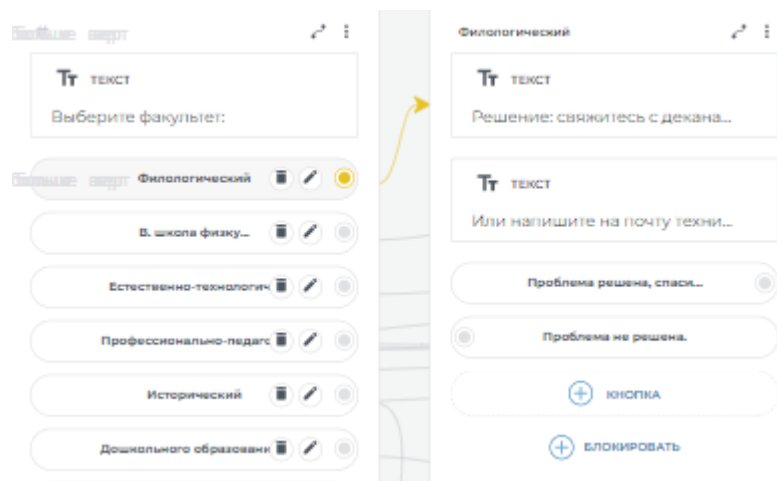 ТЕКСТ
Выберите факультет:
Филологический
В. школа физку...
Естественно-технологич
Профессионально-педаго
Исторический
Дошкольного образовани
Филологический
ТЕКСТ
Решение: свяжитесь с декана...
ТЕКСТ
Или напишите на почту техни...
Проблема решена, спаси...
Проблема не решена.
КНОПКА
БЛОКИРОВАТЬ